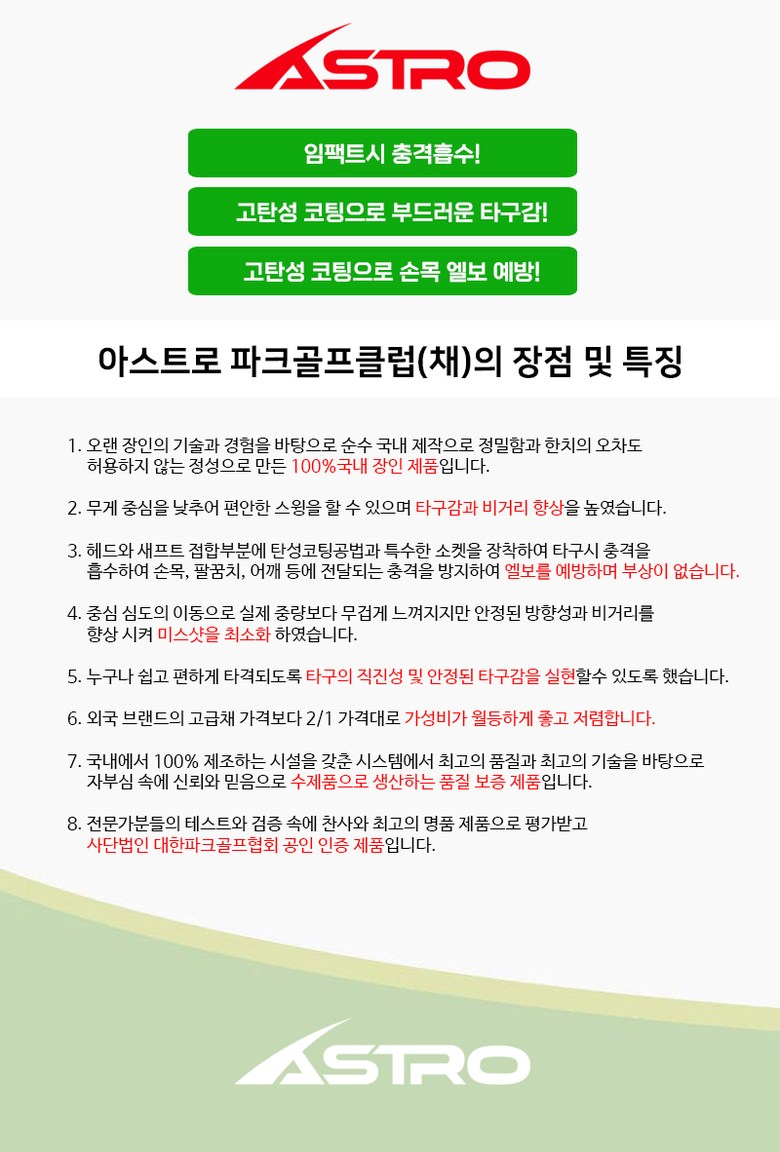 ASTRO
임팩트시 충격흡수!
고탄성 코팅으로 부드러운 타구감!
고탄성 코팅으로 손목 엘보 예방!
아스트로 파크골프클럽(채)의 장점 및 특징
1. 오랜 장인의 기술과 경험을 바탕으로 순수 국내 제작으로 정밀함과 한치의 오차도
허용하지 않는 정성으로 만든 100%국내 장인 제품입니다.
2. 무게 중심을 낮추어 편안한 스윙을 할 수 있으며 타구감과 비거리 향상을 높였습니다.
3. 헤드와 새프트 접합부분에 탄성코팅공법과 특수한 소켓을 장착하여 타구시 충격을
흡수하여 손목, 팔꿈치, 어깨 등에 전달되는 충격을 방지하여 엘보를 예방하며 부상이 없습니다.
4. 중심 심도의 이동으로 실제 중량보다 무겁게 느껴지지만 안정된 방향성과 비거리를
향상 시켜 미스샷을 최소화 하였습니다.
5. 누구나 쉽고 편하게 타격되도록 타구의 직진성 및 안정된 타구감을 실현할수 있도록 했습니다.
6. 외국 브랜드의 고급채 가격보다 2/1 가격대로 가성비가 월등하게 좋고 저렴합니다.
7. 국내에서 100% 제조하는 시설을 갖춘 시스템에서 최고의 품질과 최고의 기술을 바탕으로
자부심 속에 신뢰와 믿음으로 수제품으로 생산하는 품질 보증 제품입니다.
8. 전문가분들의 테스트와 검증 속에 찬사와 최고의 명품 제품으로 평가받고
사단법인 대한파크골프협회 공인 인증 제품입니다.
ASTRO